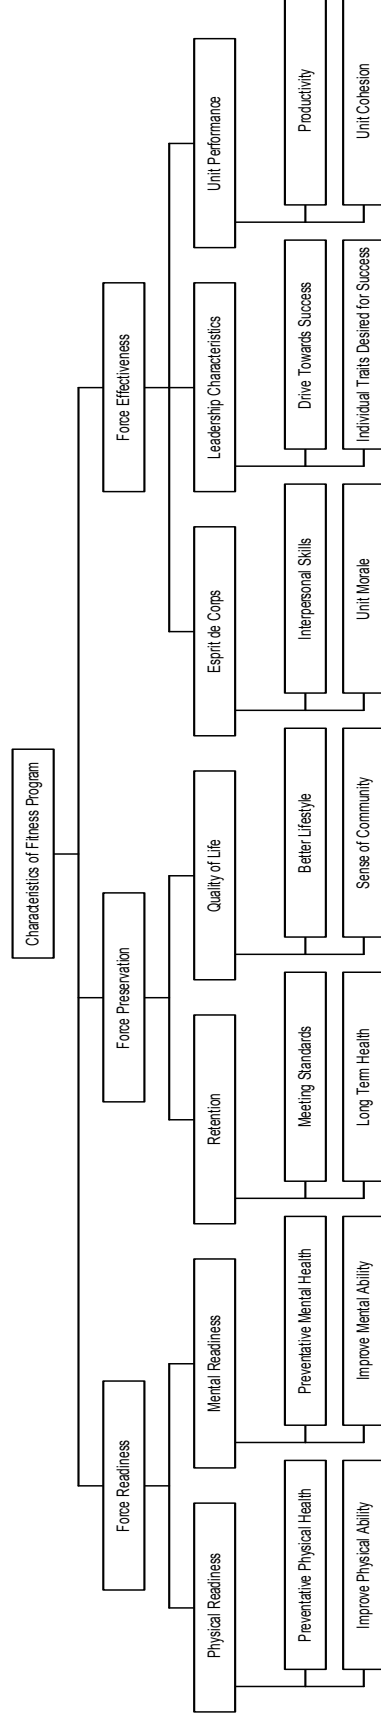 Characteristics of Fitness Program
Force Readiness
Force Preservation
Force Effectiveness
Physical Readiness
Mental Readiness
Retention
Quality of Life
Esprit de Corps
Leadership Characteristics
Unit Performance
Preventative Physical Health
Preventative Mental Health
Meeting Standards
Better Lifestyle
Interpersonal Skills
Drive Towards Success
Productivity
Improve Physical Ability
Improve Mental Ability
Long Term Health
Sense of Community
Unit Morale
Individual Traits Desired for Success
Unit Cohesion